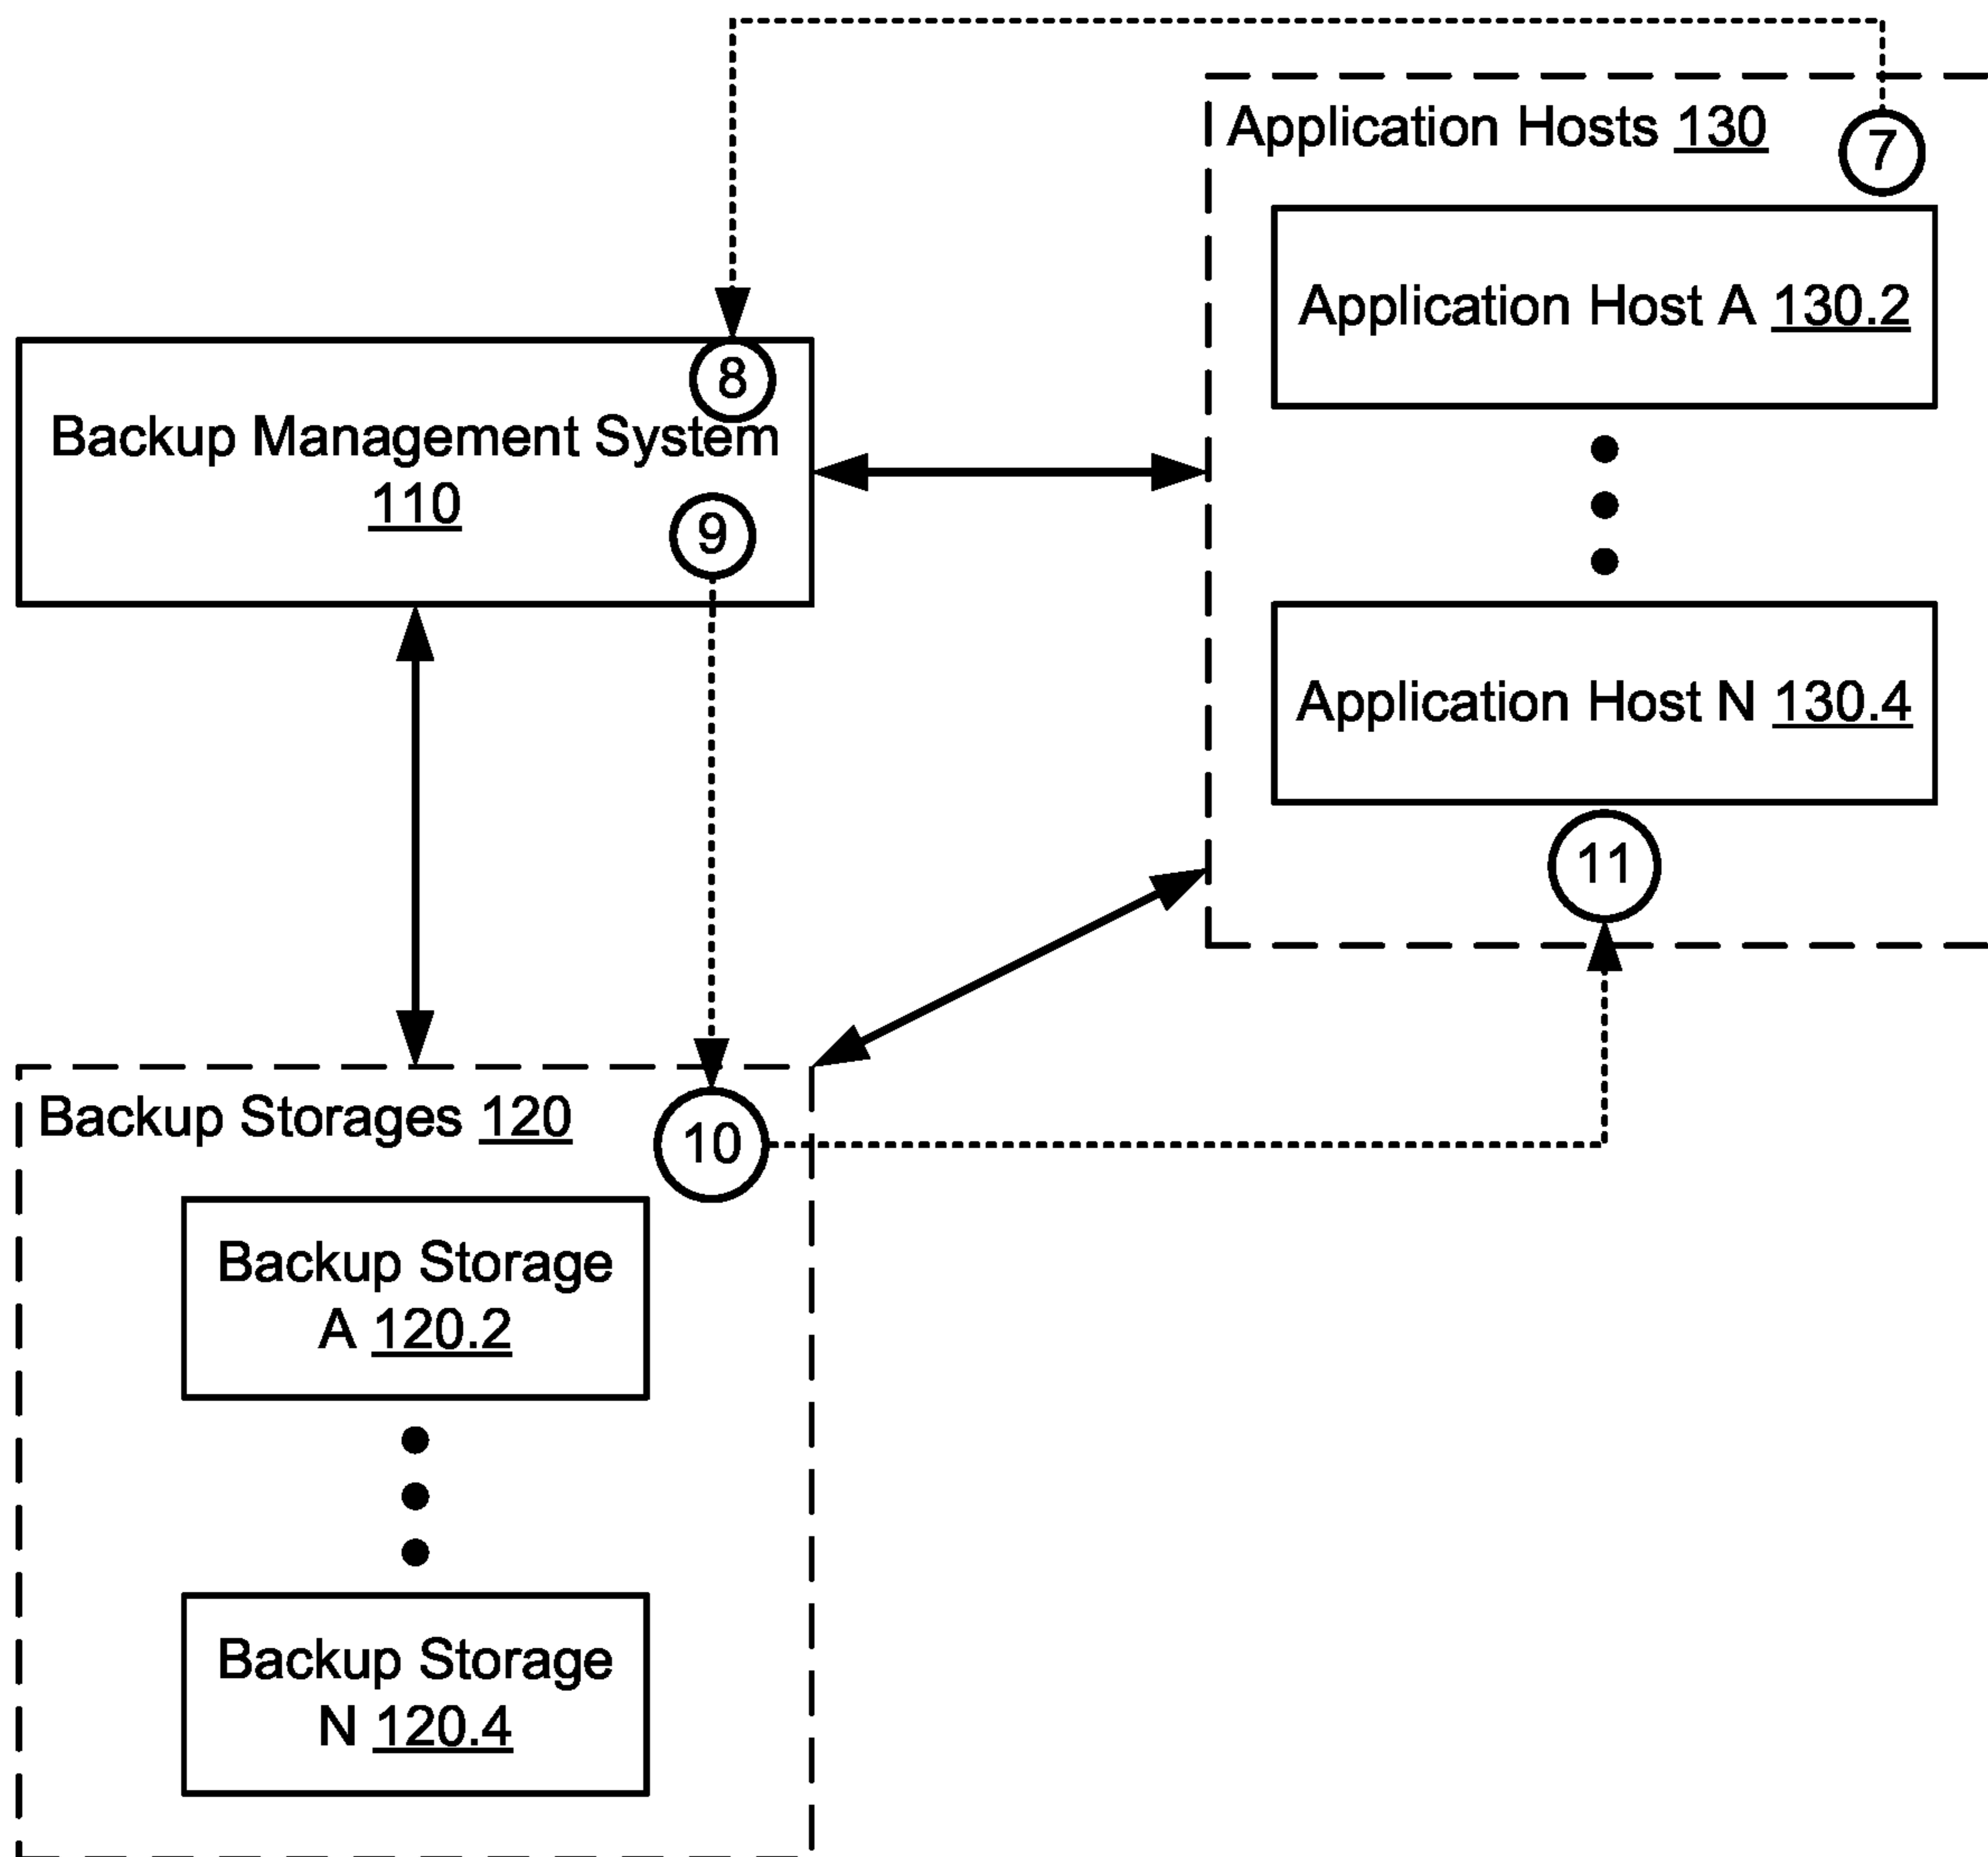 Application Hosts 130
7
Application Host A 130.2
8
Backup Management System
110
9
Application Host N 130.4
11
Backup Storages 120
10
Backup Storage
A 120.2
Backup Storage
N 120.4